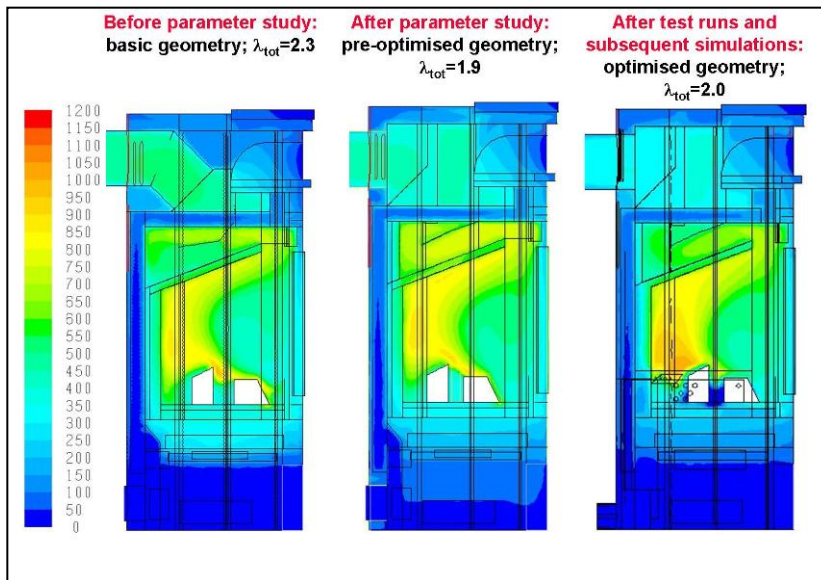 Before parameter study:
basic geometry; λtot=2.3
After parameter study:
pre-optimised geometry;
λtot=1.9
After test runs and
subsequent simulations:
optimised geometry;
λtot=2.0
1200
1150
1100
1050
1000
950
900
850
800
750
700
650
600
550
500
450
400
350
300
250
200
150
100
50
0